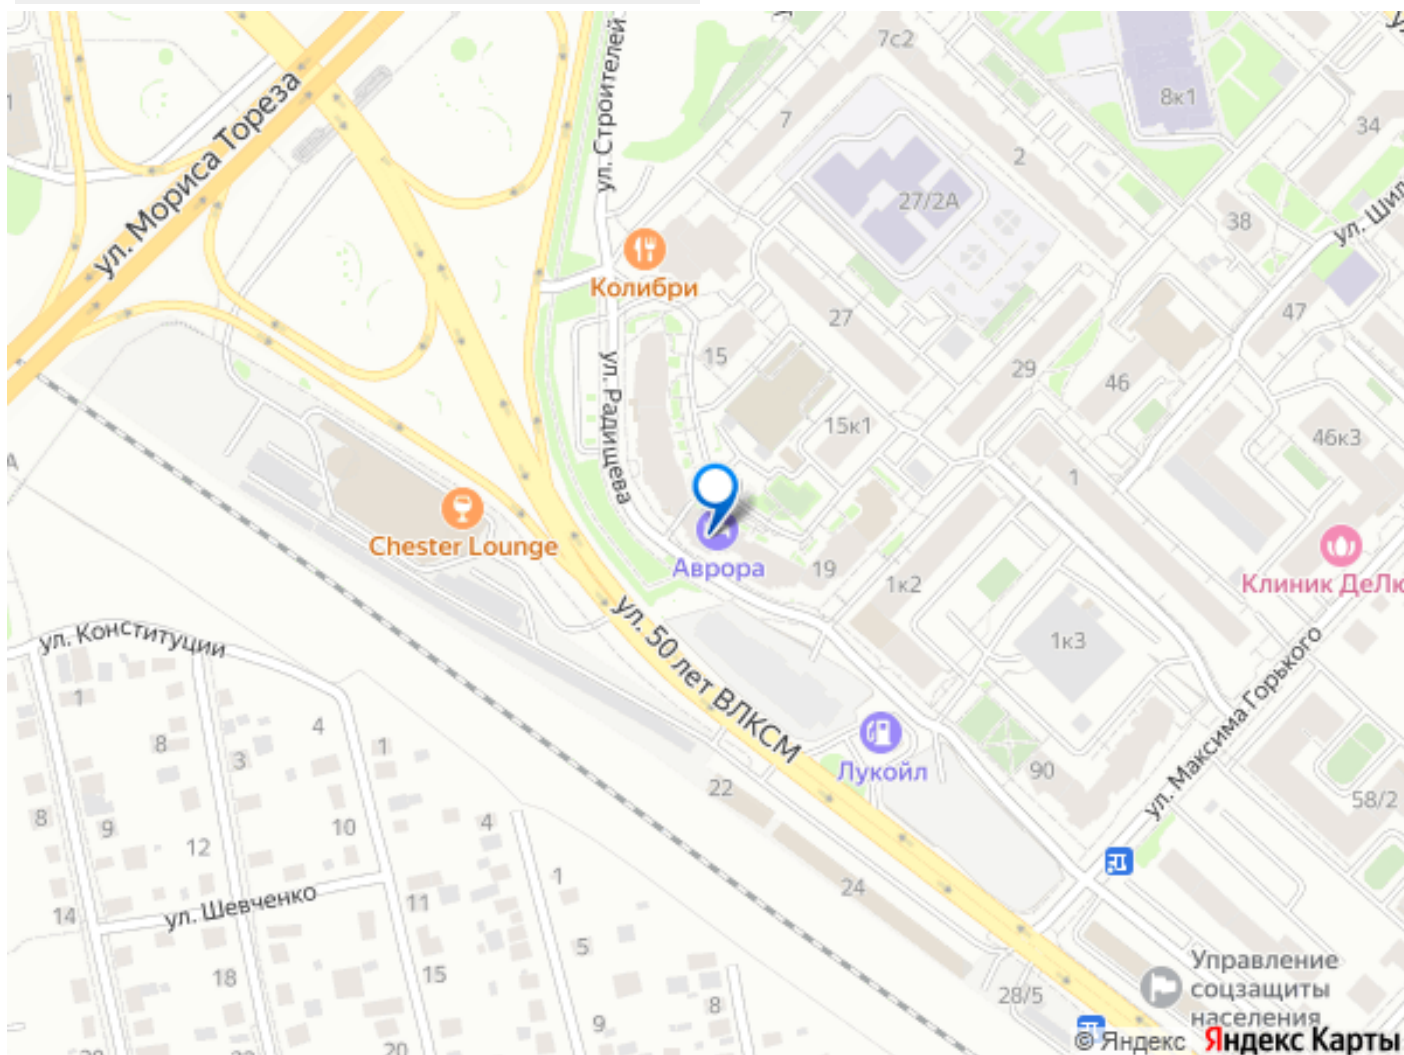 7с2
8к1
34
7
2
ул. Строителей
ул. Мориса Тореза
27/2А
38
ул. Шил
Колибри
27
47
15
29
46
ул. Радищева
15к1
46к3
1
Chester Lounge
Аврора
19
1к2
Клиник ДеЛю
ул. Конституции
ул. 50 лет ВЛКСМ
1к3
ул. Максима Горького
1
4
8
1
3
Лукойл
90
22
58/2
8
9
10
4
12
24
1
ул. Шевченко
14
11
5
18
15
Управление
соцзащиты
населения
28/5
8
9
20
© Яндекс
Яндекс Карты